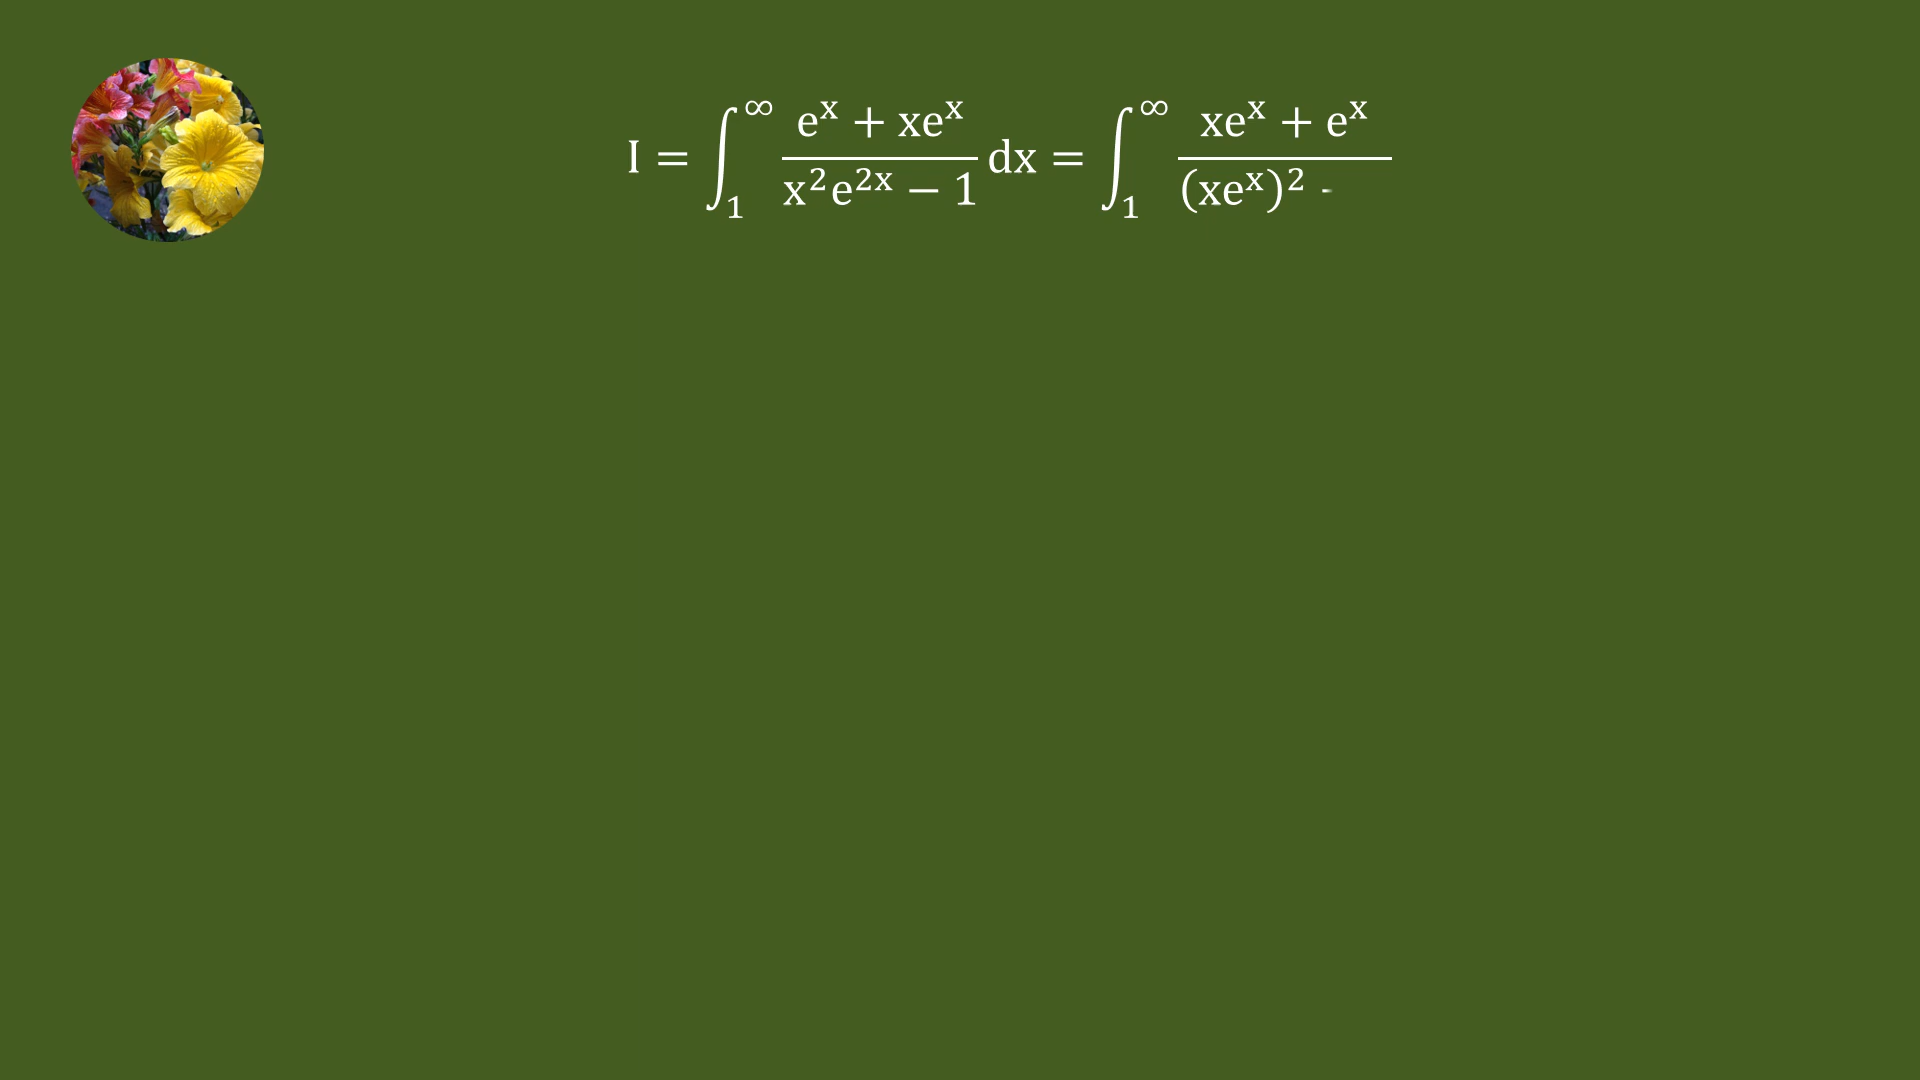 I = ∫₁^∞ (eˣ + xeˣ)/(x²e²ˣ − 1) dx = ∫₁^∞ (xeˣ + eˣ)/((xeˣ)² -